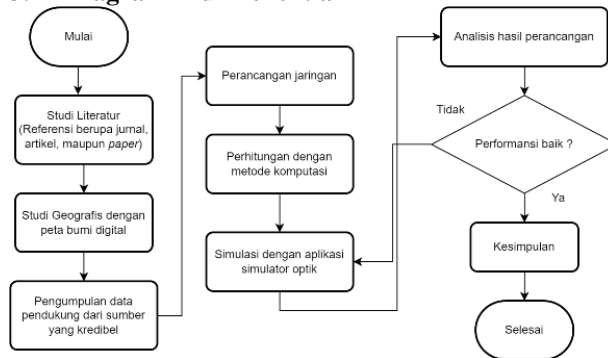 Mulai
Studi Literatur
(Referensi berupa jurnal,
artikel, maupun paper)
Studi Geografis dengan
peta bumi digital
Pengumpulan data
pendukung dari sumber
yang kredibel
Perancangan jaringan
Perhitungan dengan
metode komputasi
Simulasi dengan aplikasi
simulator optik
Analisis hasil perancangan
Tidak
Performansi baik ?
Ya
Kesimpulan
Selesai